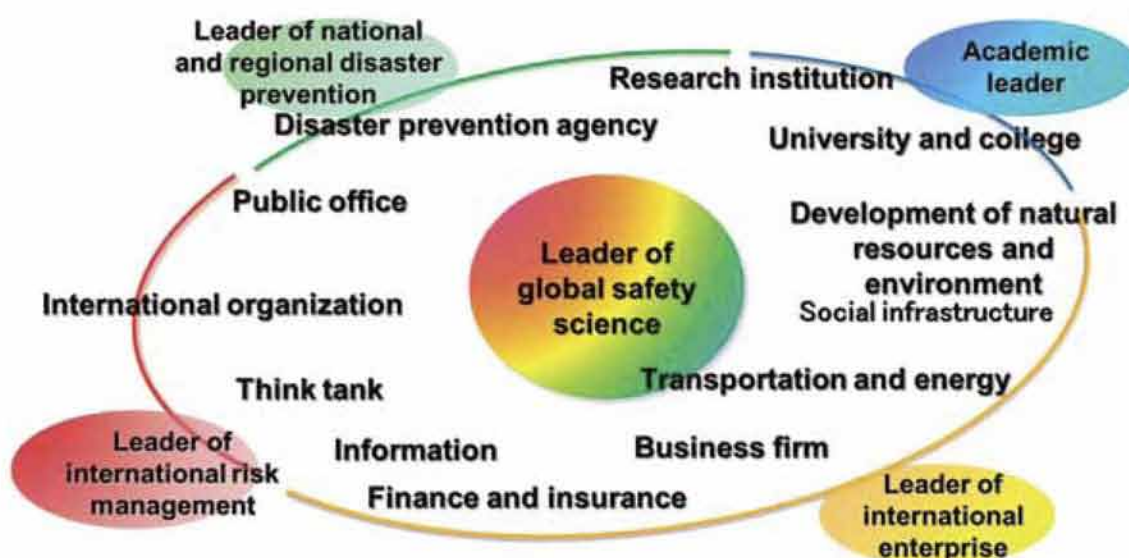 Leader of national
and regional disaster
prevention
Academic
leader
Research institution
Disaster prevention agency
University and college
Public office
Development of natural
resources and
environment
Social infrastructure
Leader of
global safety
science
International organization
Transportation and energy
Think tank
Leader of
international risk
management
Information
Business firm
Finance and insurance
Leader of
international
enterprise